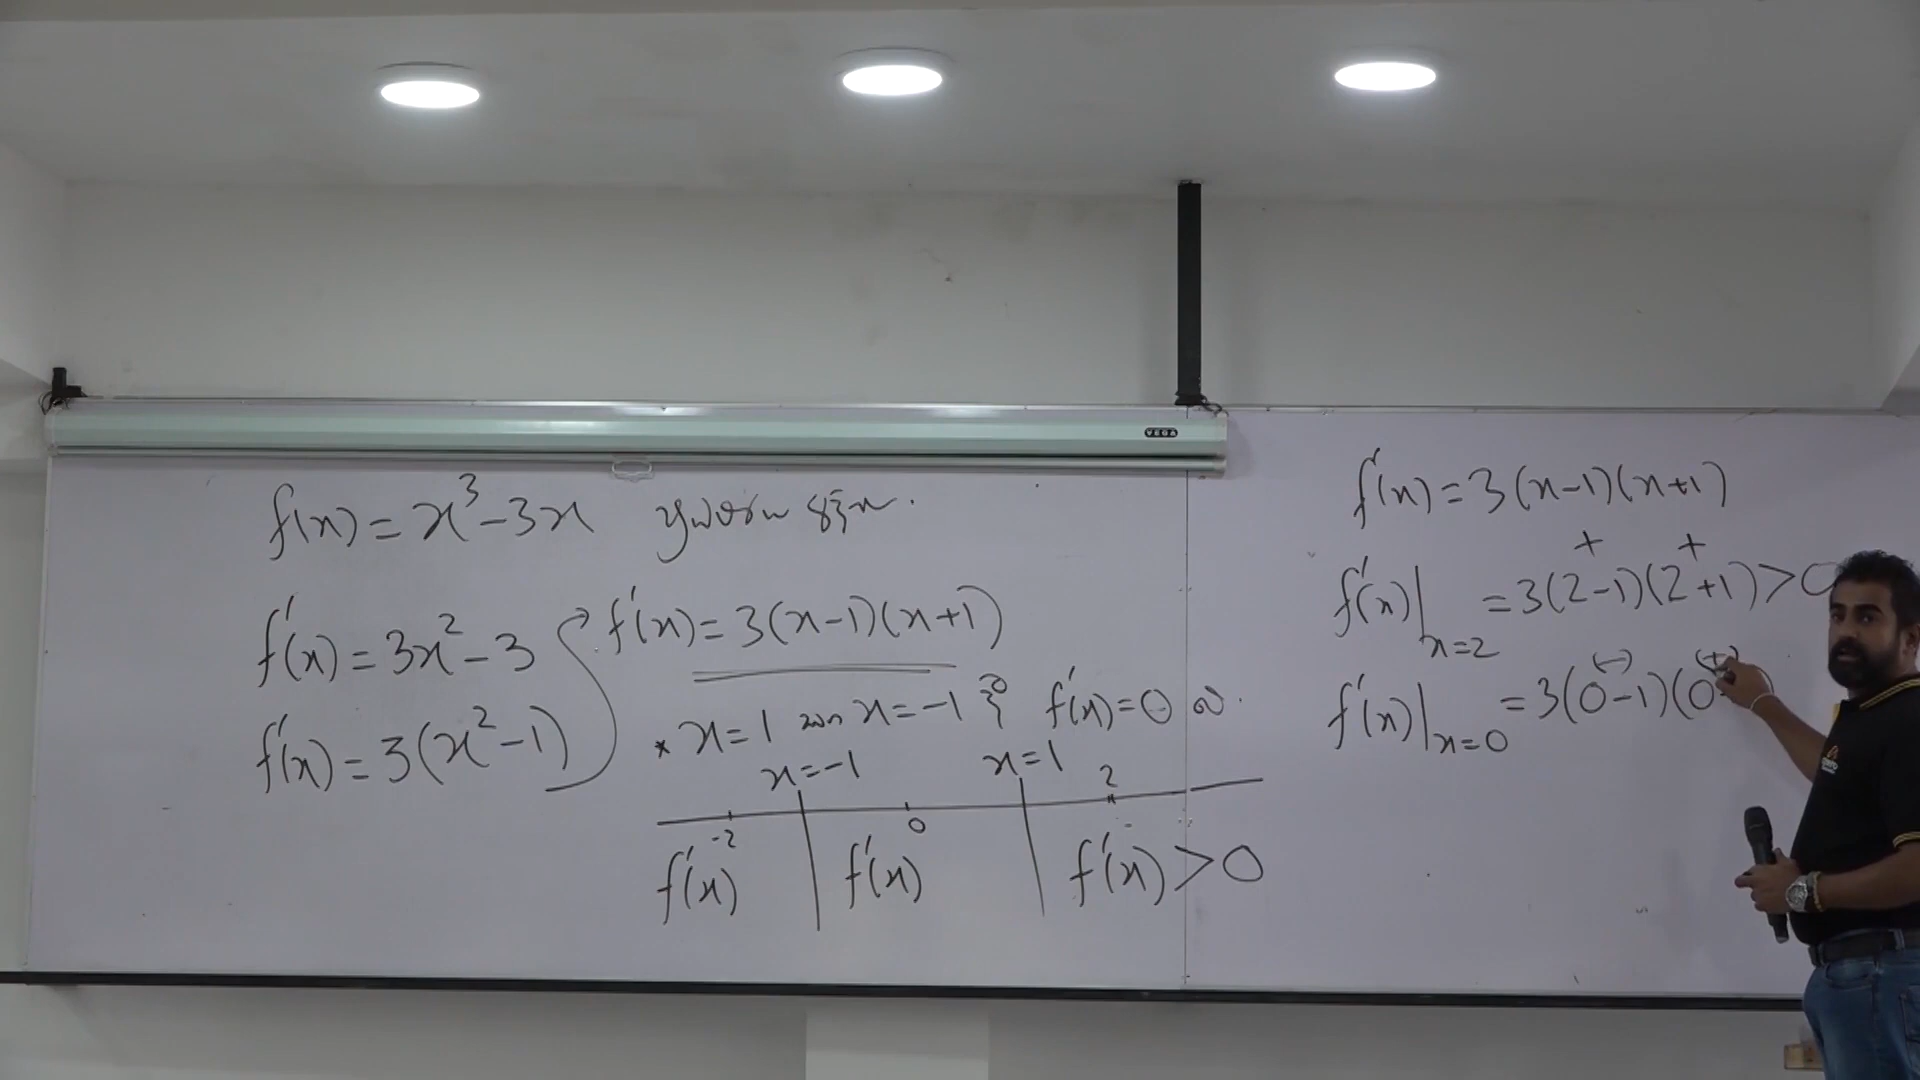 f(x) = x³ - 3x
f'(x) = 3x² - 3
f'(x) = 3(x² - 1)
f'(x) = 3(x-1)(x+1)
* x = 1 x = -1 f'(x) = 0
x = -1 x = 1
-2 0 2
f'(x) f'(x) f'(x) > 0
VEGA
f'(x) = 3(x-1)(x+1)
+ +
f'(x)|x=2 = 3(2-1)(2+1) > 0
(-) (+)
f'(x)|x=0 = 3(0-1)(0